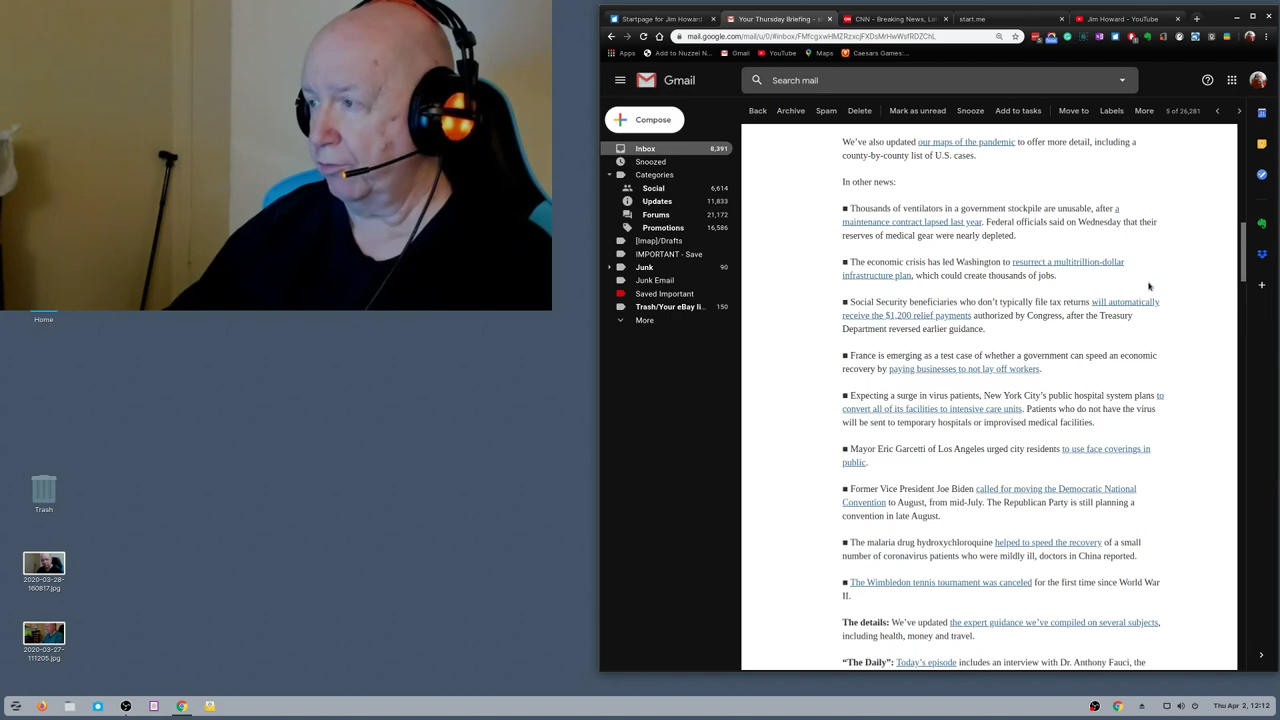 Startpage for Jim Howard
Your Thursday Briefing - 
CNN - Breaking News, 
start.me
Jim Howard - YouTube
mail.google.com/mail/u/0/#inbox/
Apps
Add to Nuzzel N...
Gmail
YouTube
Maps
Caesars Games:...
Gmail
Search mail
Compose
Back
Archive
Spam
Delete
Mark as unread
Snooze
Add to tasks
Move to
Labels
More
5 of 26,281
Inbox 8,391
Snoozed
Categories
Social 6,614
Updates 11,833
Forums 21,172
Promotions 16,586
[Imap]/Drafts
IMPORTANT - Save
Junk 90
Junk Email
Saved Important
Trash/Your eBay li... 150
More
We’ve also updated our maps of the pandemic to offer more detail, including a
county-by-county list of U.S. cases.
In other news:
■ Thousands of ventilators in a government stockpile are unusable, after a
maintenance contract lapsed last year. Federal officials said on Wednesday that their
reserves of medical gear were nearly depleted.
■ The economic crisis has led Washington to resurrect a multitrillion-dollar
infrastructure plan, which could create thousands of jobs.
■ Social Security beneficiaries who don’t typically file tax returns will automatically
receive the $1,200 relief payments authorized by Congress, after the Treasury
Department reversed earlier guidance.
■ France is emerging as a test case of whether a government can speed an economic
recovery by paying businesses to not lay off workers.
■ Expecting a surge in virus patients, New York City’s public hospital system plans to
convert all of its facilities to intensive care units. Patients who do not have the virus
will be sent to temporary hospitals or improvised medical facilities.
■ Mayor Eric Garcetti of Los Angeles urged city residents to use face coverings in
public.
■ Former Vice President Joe Biden called for moving the Democratic National
Convention to August, from mid-July. The Republican Party is still planning a
convention in late August.
■ The malaria drug hydroxychloroquine helped to speed the recovery of a small
number of coronavirus patients who were mildly ill, doctors in China reported.
■ The Wimbledon tennis tournament was canceled for the first time since World War
II.
The details: We’ve updated the expert guidance we’ve compiled on several subjects,
including health, money and travel.
“The Daily”: Today’s episode includes an interview with Dr. Anthony Fauci, the
Home
Trash
2020-03-28-
160817.jpg
2020-03-27-
111205.jpg
Thu Apr 2, 12:12